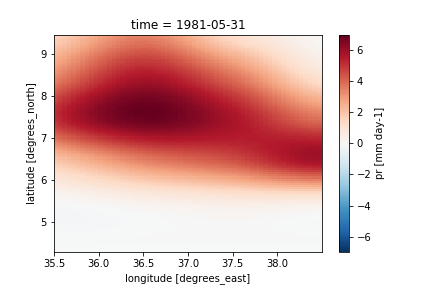 time = 1981-05-31
9
8
7
6
5
latitude [degrees_north]
35.5 36.0 36.5 37.0 37.5 38.0
longitude [degrees_east]
6
4
2
0
−2
−4
−6
pr [mm day-1]